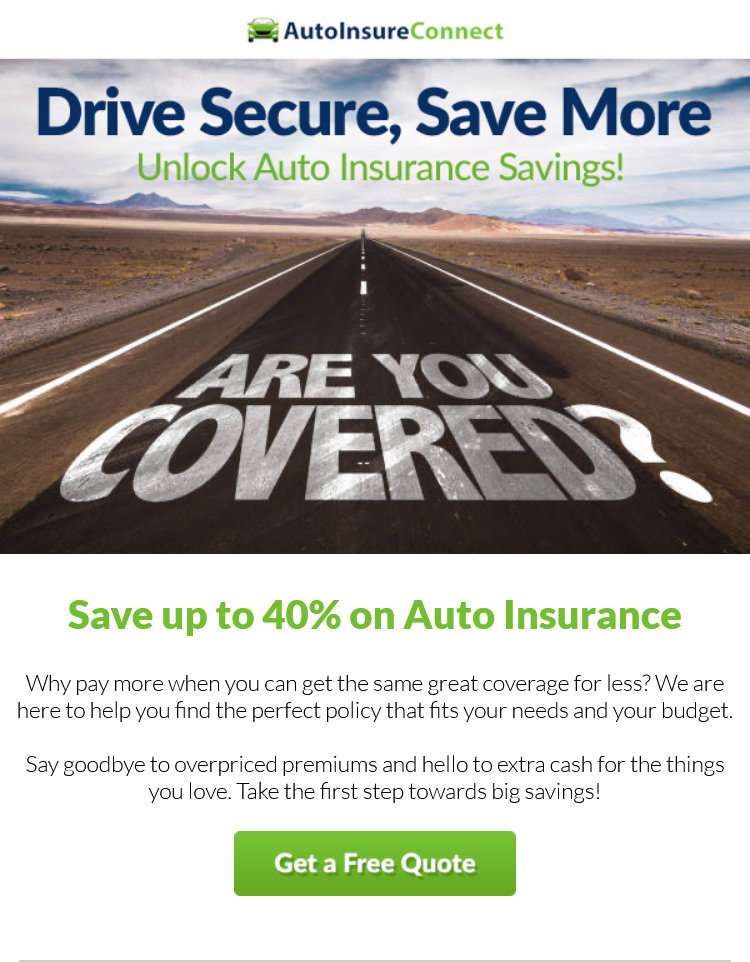 AutoInsureConnect
Drive Secure, Save More
Unlock Auto Insurance Savings!
ARE YOU
COVERED?
Save up to 40% on Auto Insurance
Why pay more when you can get the same great coverage for less? We are
here to help you find the perfect policy that fits your needs and your budget.
Say goodbye to overpriced premiums and hello to extra cash for the things
you love. Take the first step towards big savings!
Get a Free Quote